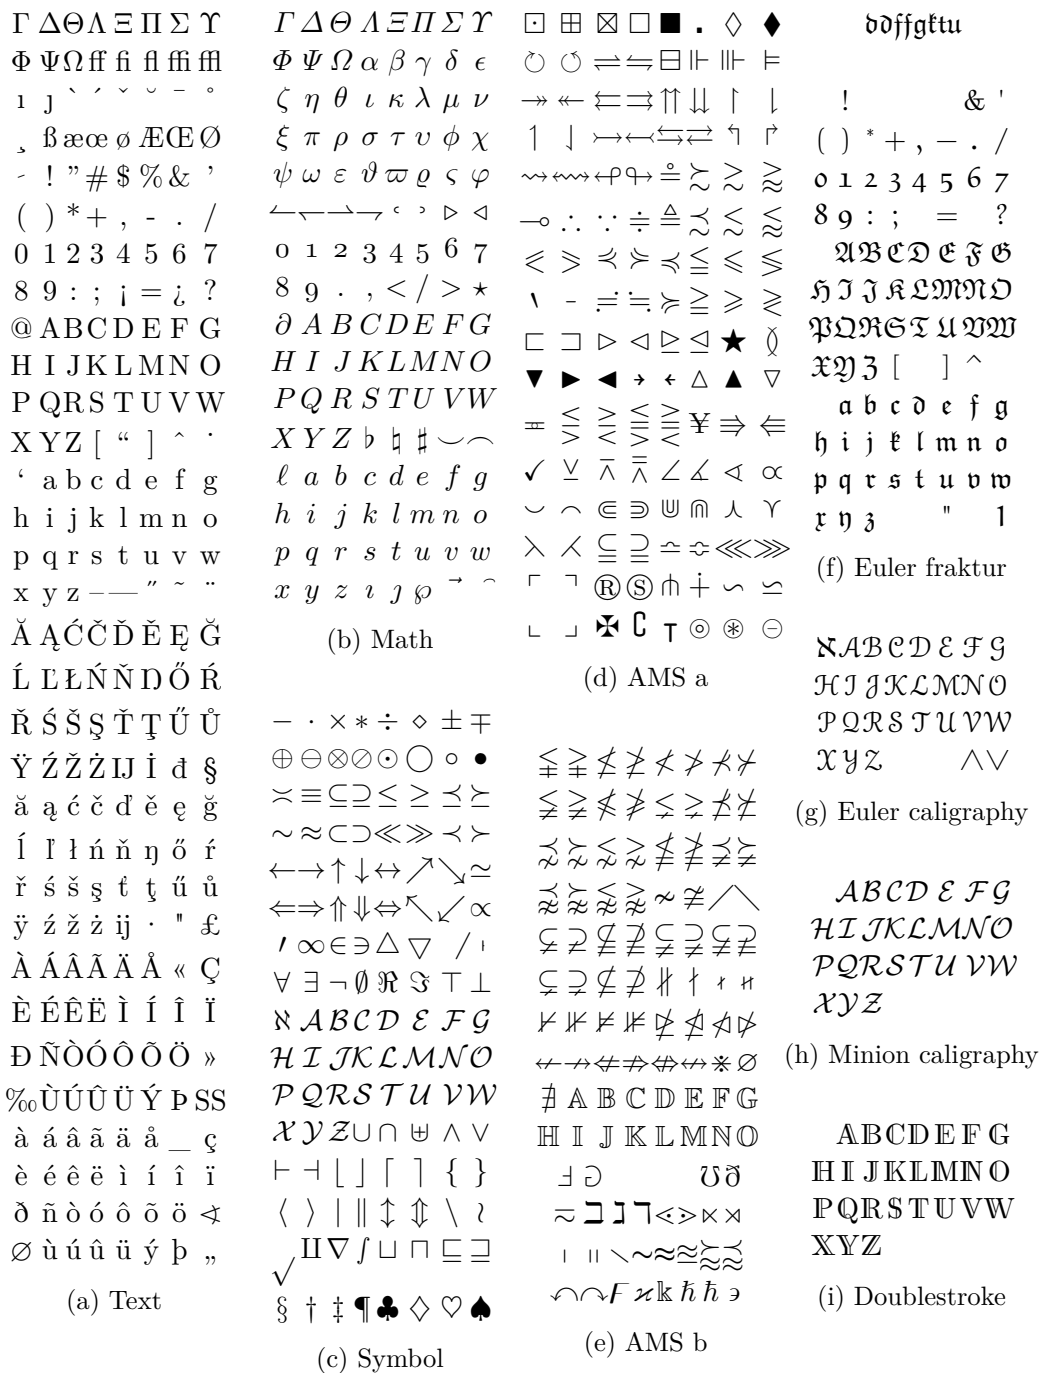 Γ Δ Θ Λ Ξ Π Σ ϒ
Φ Ψ Ω ff fi fl ffi ffl
ı ȷ ` ´ ˇ ˘ ¯ ˚
¸ ß æ œ ø Æ Œ Ø
! ” # $ % & ’
( ) * + , - . /
0 1 2 3 4 5 6 7
8 9 : ; ¡ = ¿ ?
@ A B C D E F G
H I J K L M N O
P Q R S T U V W
X Y Z [ “ ] ˆ ˙
‘ a b c d e f g
h i j k l m n o
p q r s t u v w
x y z – — ˝ ˜ ¨
Ă Ą Ć Č Ď Ě Ę Ğ
Ĺ Ľ Ł Ń Ň Ŋ Ő Ŕ
Ř Ś Š Ş Ť Ţ Ű Ů
Ÿ Ź Ž Ż IJ İ đ §
ă ą ć č ď ě ę ğ
ĺ ľ ł ń ň ŋ ő ŕ
ř ś š ş ť ţ ű ů
ÿ ź ž ż ij · " £
À Á Â Ã Ä Å « Ç
È É Ê Ë Ì Í Î Ï
Đ Ñ Ò Ó Ô Õ Ö »
‰ Ù Ú Û Ü Ý Þ SS
à á â ã ä å _ ç
è é ê ë ì í î ï
ð ñ ò ó ô õ ö ∢
∅ ù ú û ü ý þ „
(a) Text
Γ Δ Θ Λ Ξ Π Σ ϒ
Φ Ψ Ω α β γ δ ϵ
ζ η θ ι κ λ μ ν
ξ π ρ σ τ υ ϕ χ
ψ ω ε ϑ ϖ ϱ ς φ
↼ ↽ ⇀ ⇁ ʿ ʾ ▷ ◁
0 1 2 3 4 5 6 7
8 9 . , < / > ⋆
∂ A B C D E F G
H I J K L M N O
P Q R S T U V W
X Y Z ♭ ♮ ♯ ⌣ ⌢
ℓ a b c d e f g
h i j k l m n o
p q r s t u v w
x y z ı ȷ ℘
(b) Math
− · × ∗ ÷ ⋄ ± ∓
⊕ ⊖ ⊗ ⊘ ⊙ ◯ ∘ •
≍ ≡ ⊆ ⊇ ≤ ≥ ⪯ ⪰
∼ ≈ ⊂ ⊃ ≪ ≫ ≺ ≻
← → ↑ ↓ ↔ ↗ ↘ ≃
⇐ ⇒ ⇑ ⇓ ⇔ ↖ ↙ ∝
′ ∞ ∈ ∋ △ ▽ /
∀ ∃ ¬ ∅ ℜ ℑ ⊤ ⊥
ℵ A B C D E F G
H I J K L M N O
P Q R S T U V W
X Y Z ∪ ∩ ⊎ ∧ ∨
⊢ ⊣ ⌊ ⌋ ⌈ ⌉ { }
⟨ ⟩ | ∥ ↕ ⇕ \ ≀
√ ⨿ ∇ ∫ ⊔ ⊓ ⊑ ⊒
§ † ‡ ¶ ♣ ♢ ♡ ♠
(c) Symbol
⊡ ⊞ ⊠ □ ■ . ◊ ⧫
↻ ↺ ⇌ ⇋ ⊟ ⊩ ⊪ ⊨
↠ ↞ ⇇ ⇉ ⇈ ⇊ ↾ ⇂
↿ ⇃ ↣ ↢ ⇆ ⇄ ↰ ↱
⇝ ↭ ↫ ↬ ≗ ≿ ≳ ⪆
⊸ ∴ ∵ ≑ ≜ ≾ ≲ ⪅
⪕ ⪖ ⋞ ⋟ ≼ ≦ ⩽ ≶
‵ - ≓ ≒ ≽ ≧ ⩾ ≷
⊏ ⊐ ▷ ◁ ⊵ ⊴ ★ ≬
▼ ▶ ◀ → ← △ ▲ ▽
≖ ⋚ ⋛ ⪋ ⪌ ¥ ⇛ ⇚
✓ ⊻ ⊼ ⩞ ∠ ∡ ∢ ∝
⌣ ⌢ ⋐ ⋑ ⋓ ⋒ ⋏ ⋎
⋋ ⋌ ⫅ ⫆ ≏ ≎ ⋘ ⋙
⌜ ⌝ ® Ⓢ ⋔ ∔ ∽ ⋍
⌞ ⌟ ✠ ∁ ⊺ ⊚ ⊛ ⊝
(d) AMS a
≨ ≩ ≰ ≱ ≮ ≯ ⊀ ⊁
≨ ≩ ⪇ ⪈ ⪵ ⪶
⋨ ⋩ ⋦ ⋧
⪹ ⪺ ⪉ ⪊ ≁ ≇ ╱ ╲
⊊ ⊋ ⊈ ⊉ ⫋ ⫌
⊊ ⊋ ⊈ ⊉ ∦ ∤
⊬ ⊮ ⊭ ⊯ ⋭ ⋬ ⋪ ⋫
↚ ↛ ⇍ ⇏ ⇎ ↮ ⋇ ∅
∄ 𝔸 𝔹 ℂ 𝔻 𝔼 𝔽 𝔾
ℍ 𝕀 𝕁 𝕂 𝕃 𝕄 ℕ 𝕆
Ⅎ ⅁ ℧ ð
≂ ℶ ℷ ℸ ⋖ ⋗ ⋉ ⋊
∼ ≈ ≊ ⪸ ⪷
↶ ↷ ϝ ϰ 𝕜 ℏ ħ ϶
(e) AMS b
𝔡 𝔡 𝔣 𝔣 𝔤 𝔨 𝔱 𝔲
! & '
( ) * + , − . /
0 1 2 3 4 5 6 7
8 9 : ; = ?
𝔄 𝔅 ℭ 𝔇 𝔈 𝔉 𝔊
ℌ ℑ 𝔍 𝔎 𝔏 𝔐 𝔑 𝔒
𝔓 𝔔 ℜ 𝔖 𝔗 𝔘 𝔙 𝔚
𝔛 𝔜 ℨ [ ] ^
𝔞 𝔟 𝔠 𝔡 𝔢 𝔣 𝔤
𝔥 𝔦 𝔧 𝔨 𝔩 𝔪 𝔫 𝔬
𝔭 𝔮 𝔯 𝔰 𝔱 𝔲 𝔳 𝔴
𝔵 𝔶 𝔷 " 1
(f) Euler fraktur
ℵ A B C D E F G
H I J K L M N O
P Q R S T U V W
X Y Z ∧ ∨
(g) Euler caligraphy
A B C D E F G
H I J K L M N O
P Q R S T U V W
X Y Z
(h) Minion caligraphy
𝔸 𝔹 ℂ 𝔻 𝔼 𝔽 𝔾
ℍ 𝕀 𝕁 𝕂 𝕃 𝕄 ℕ 𝕆
ℙ ℚ ℝ 𝕊 𝕋 𝕌 𝕍 𝕎
𝕏 𝕐 ℤ
(i) Doublestroke